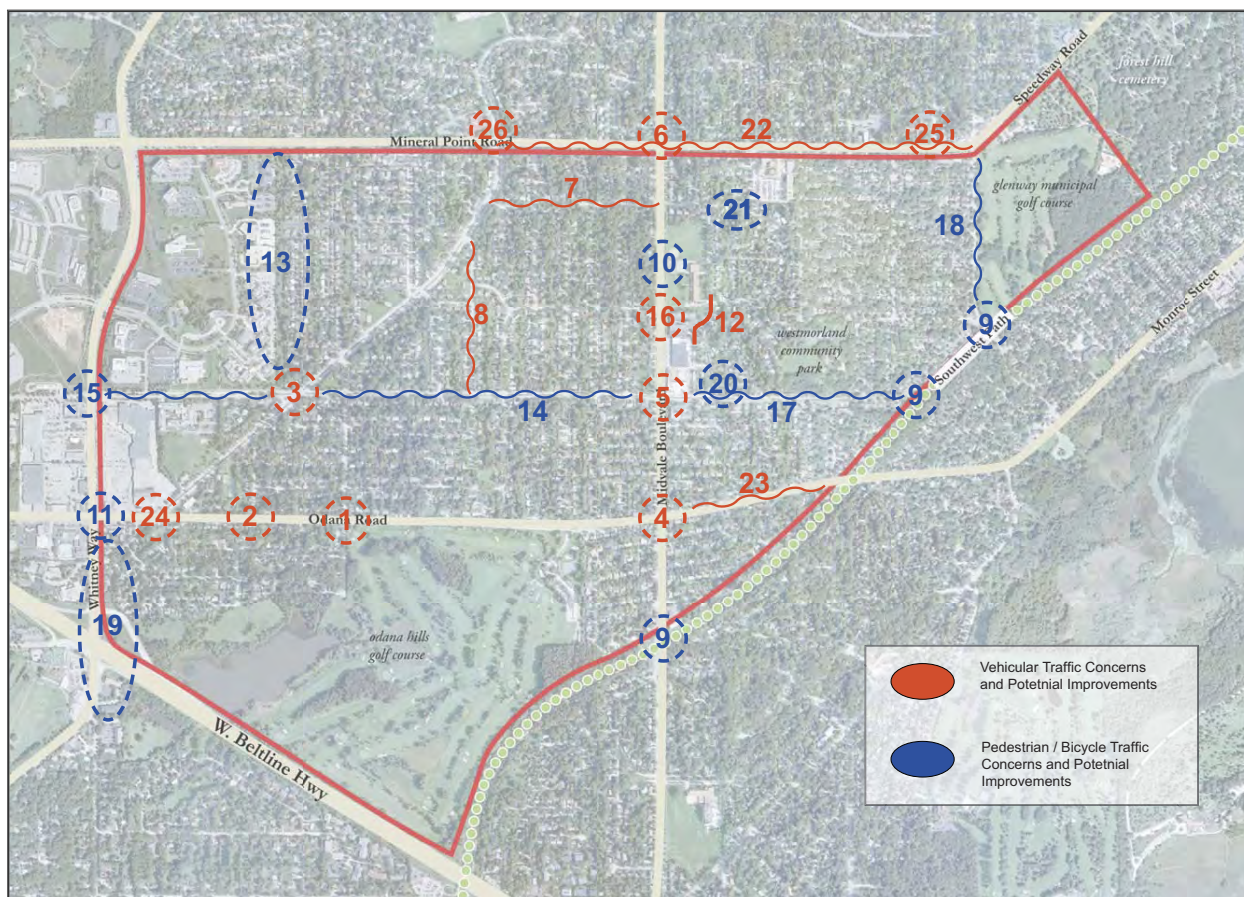 Speedway Road
forest hill
cemetery
26
6
22
25
Mineral Point Road
glenway municipal
golf course
7
21
18
13
10
Monroe Street
8
16
12
9
Southwest Path
westmorland
community
park
15
3
14
5
20
17
9
Midvale Boulevard
23
11
24
2
1
Odana Road
4
Whitney Way
19
odana hills
golf course
9
W. Beltline Hwy
Vehicular Traffic Concerns
and Potetnial Improvements
Pedestrian / Bicycle Traffic
Concerns and Potetnial
Improvements